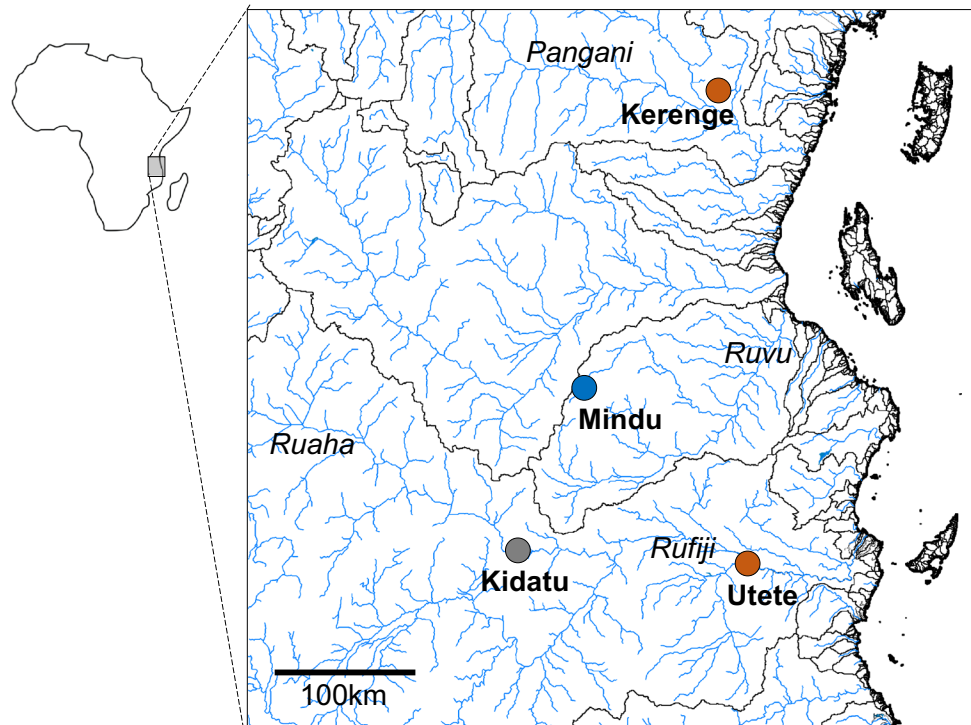 Pangani
Kerenge
Ruvu
Mindu
Ruaha
Rufiji
Kidatu
Utete
100km